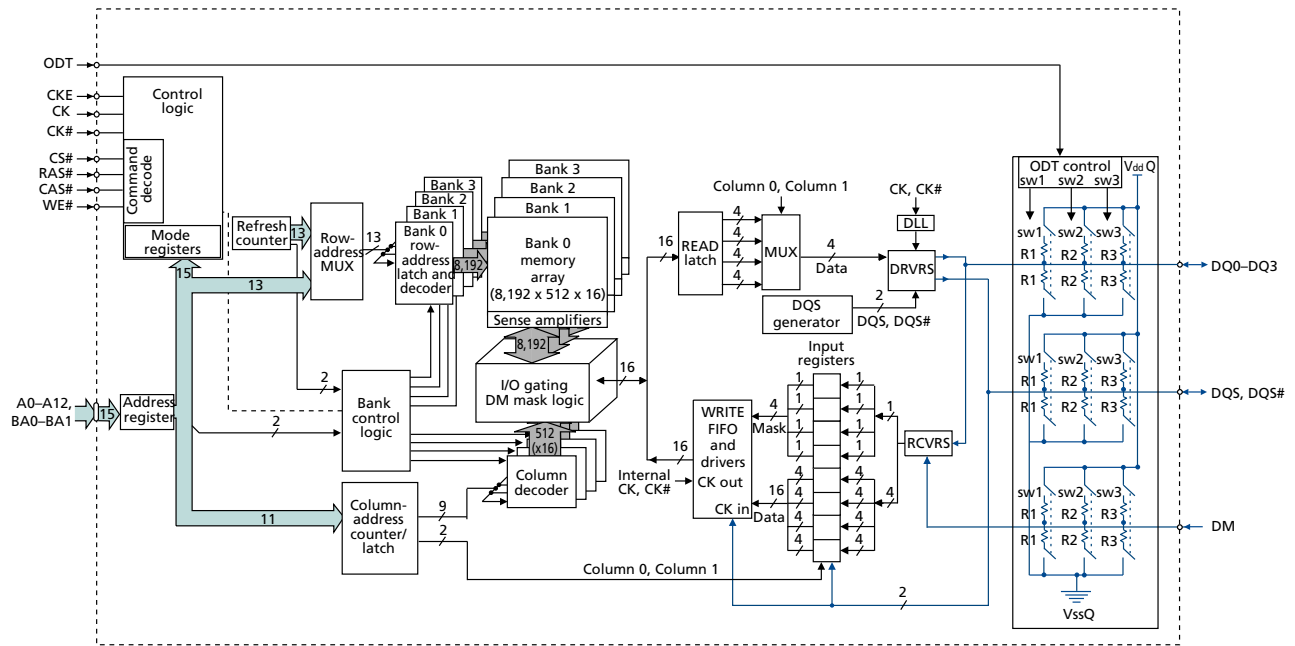 ODT
CKE
CK
CK#
CS#
RAS#
CAS#
WE#
Control
logic
Command
decode
Mode
registers
15
13
Refresh
counter
13
Row-
address
MUX
13
Bank 3
Bank 2
Bank 1
Bank 0
row-
address
latch and
decoder
8,192
Bank 3
Bank 2
Bank 1
Bank 0
memory
array
(8,192 x 512 x 16)
Sense amplifiers
8,192
I/O gating
DM mask logic
16
A0–A12,
BA0–BA1
15
Address
register
2
2
Bank
control
logic
512
(x16)
Column
decoder
11
Column-
address
counter/
latch
9
2
Column 0, Column 1
16
READ
latch
4
4
4
4
Column 0, Column 1
MUX
4
Data
CK, CK#
DLL
DRVRS
DQS
generator
2
DQS, DQS#
Input
registers
1
1
1
1
4
4
4
4
1
1
1
1
4
4
4
4
1
4
RCVRS
WRITE
FIFO
and
drivers
CK out
CK in
4
Mask
16
Data
16
Internal
CK, CK#
2
ODT control
sw1 sw2 sw3
VddQ
sw1 sw2 sw3
R1 R2 R3
R1 R2 R3
DQ0–DQ3
sw1 sw2 sw3
R1 R2 R3
R1 R2 R3
DQS, DQS#
sw1 sw2 sw3
R1 R2 R3
R1 R2 R3
DM
VssQ